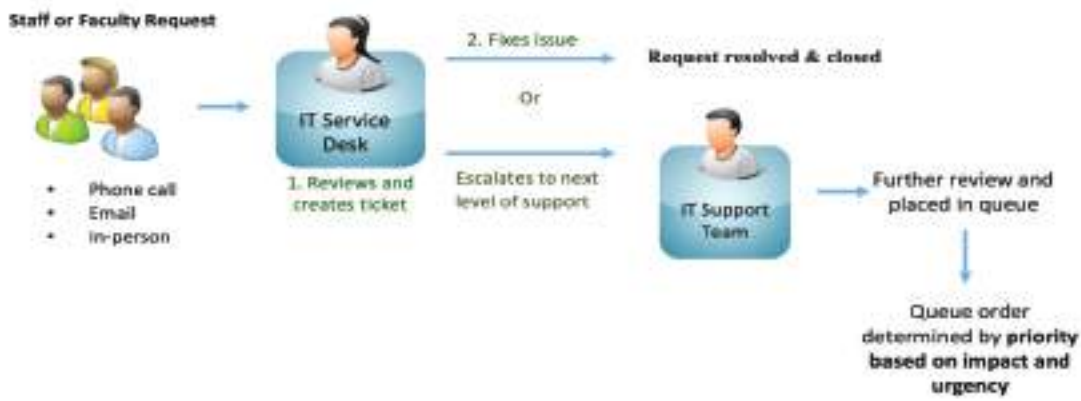 Staff or Faculty Request
IT Service
Desk
2. Fixes issue
Request resolved & closed
Or
• Phone call
• Email
• In-person
1. Reviews and
creates ticket
Escalates to next
level of support
IT Support
Team
Further review and
placed in queue
Queue order
determined by priority
based on impact and
urgency